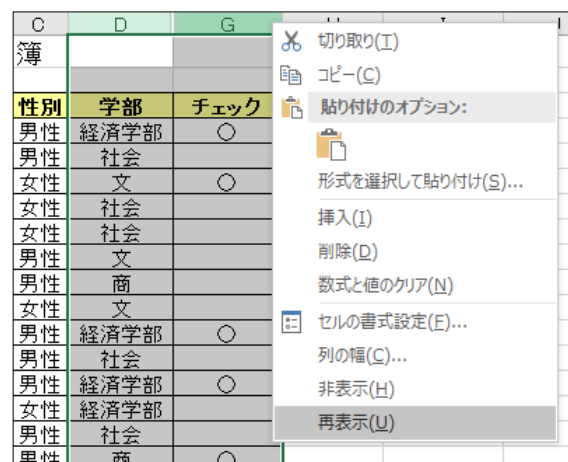 C D G
簿
性別 学部 チェック
男性 経済学部 〇
男性 社会
女性 文 〇
女性 社会
女性 社会
男性 文
男性 商
女性 文
男性 経済学部 〇
男性 社会
男性 経済学部 〇
女性 経済学部
男性 社会
男性 商 〇
切り取り(T)
コピー(C)
貼り付けのオプション:
形式を選択して貼り付け(S)...
挿入(I)
削除(D)
数式と値のクリア(N)
セルの書式設定(F)...
列の幅(C)...
非表示(H)
再表示(U)